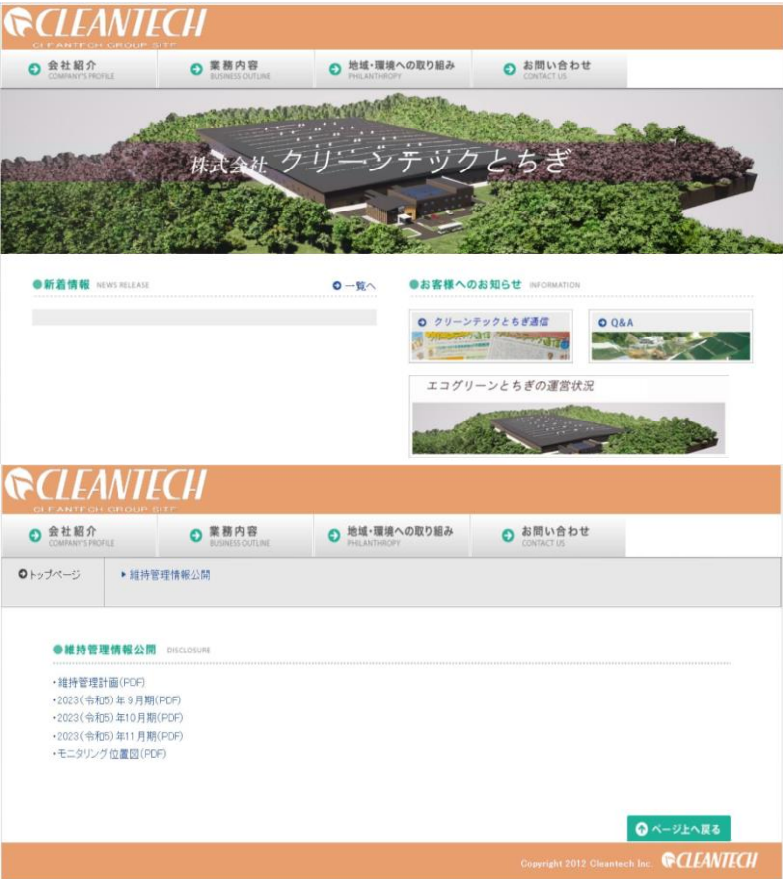 CLEANTECH
CLEANTECH GROUP SITE
会社紹介
COMPANY'S PROFILE
業務内容
BUSINESS OUTLINE
地域・環境への取り組み
PHILANTHROPY
お問い合わせ
CONTACT US
株式会社 クリーンテックとちぎ
●新着情報 NEWS RELEASE
一覧へ
●お客様へのお知らせ INFORMATION
クリーンテックとちぎ通信
Q&A
エコグリーンとちぎの運営状況
CLEANTECH
CLEANTECH GROUP SITE
会社紹介
COMPANY'S PROFILE
業務内容
BUSINESS OUTLINE
地域・環境への取り組み
PHILANTHROPY
お問い合わせ
CONTACT US
トップページ
維持管理情報公開
●維持管理情報公開 DISCLOSURE
・維持管理計画(PDF)
・2023(令和5)年 9月期(PDF)
・2023(令和5)年10月期(PDF)
・2023(令和5)年11月期(PDF)
・モニタリング位置図(PDF)
ページ上へ戻る
Copyright 2012 Cleantech Inc. CLEANTECH